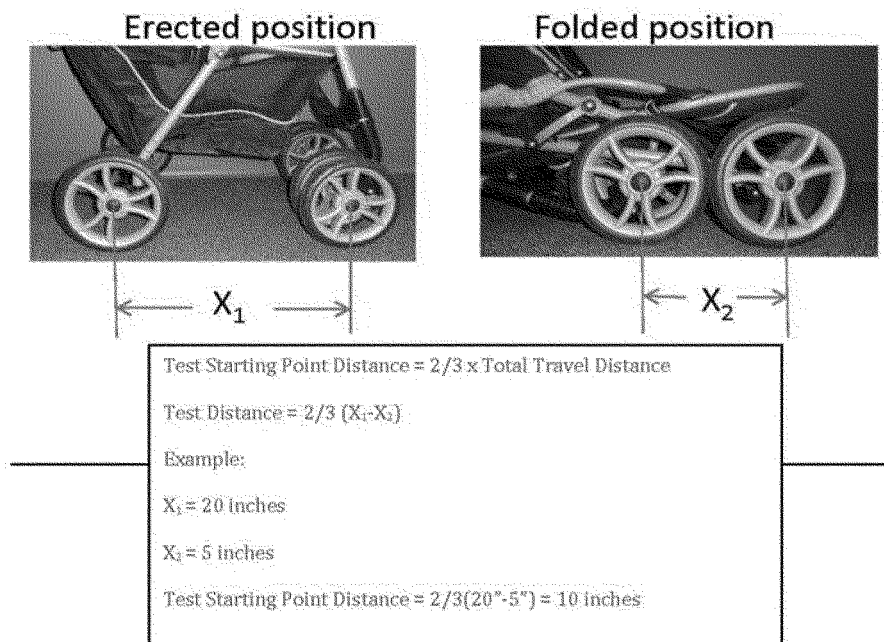 Erected position Folded position
X₁ X₂
Test Starting Point Distance = 2/3 x Total Travel Distance
Test Distance = 2/3 (X₁-X₂)
Example:
X₁ = 20 inches
X₂ = 5 inches
Test Starting Point Distance = 2/3(20"-5") = 10 inches